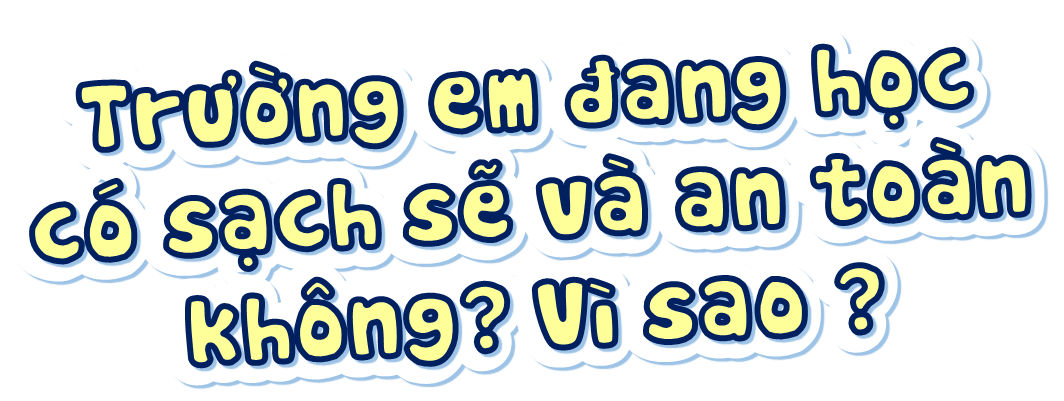 Trường em đang học
có sạch sẽ và an toàn
không? Vì sao ?